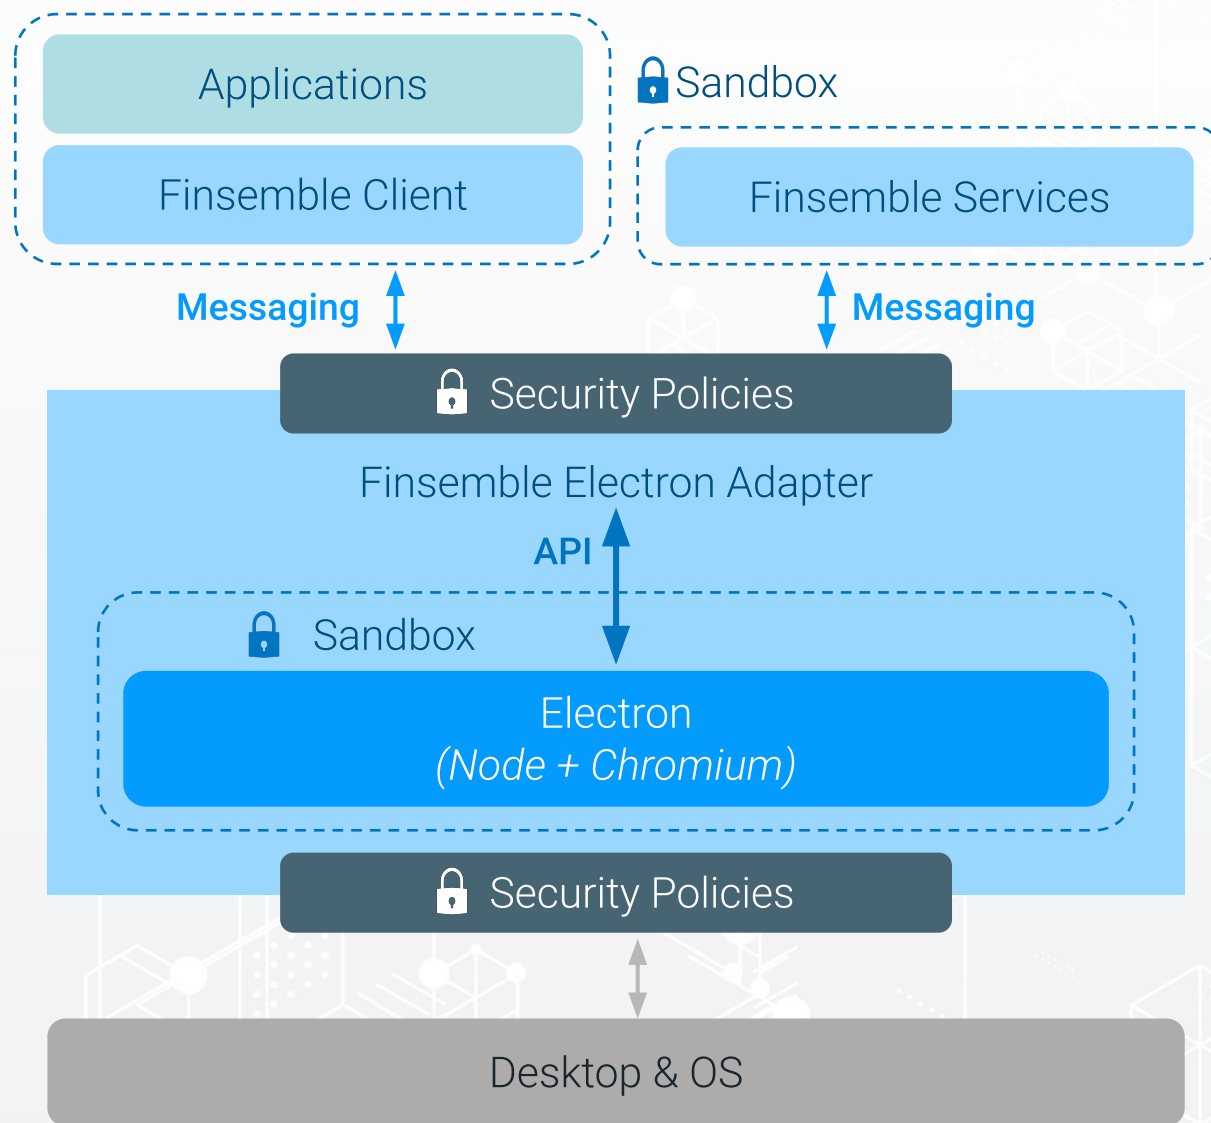 Applications
Sandbox
Finsemble Client
Finsemble Services
Messaging
Messaging
Security Policies
Finsemble Electron Adapter
API
Sandbox
Electron
(Node + Chromium)
Security Policies
Desktop & OS